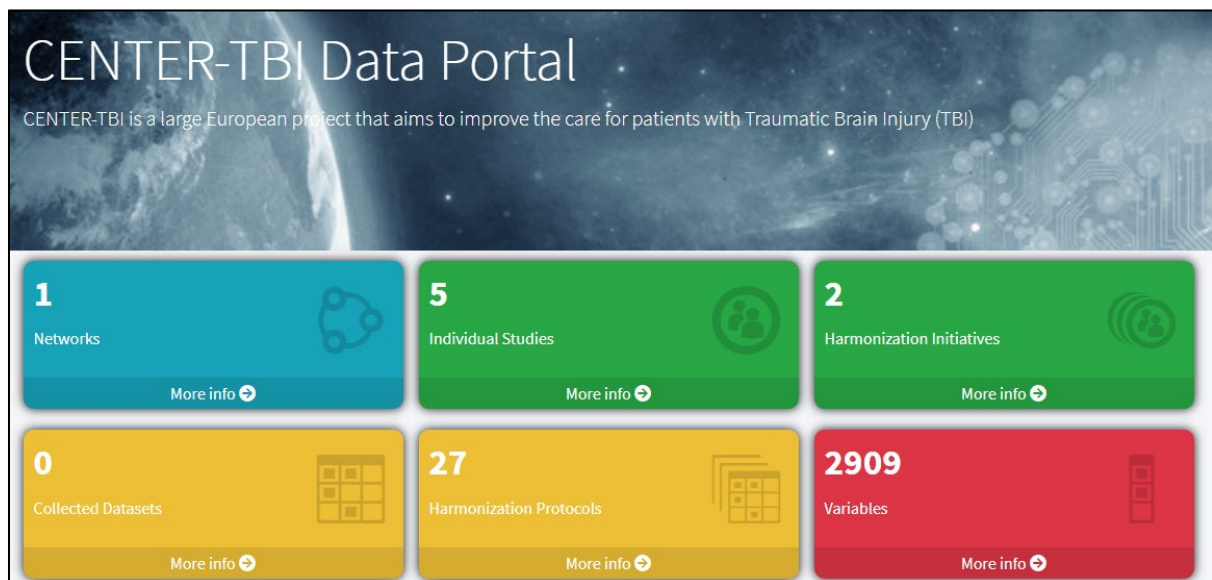 CENTER-TBI Data Portal
CENTER-TBI is a large European project that aims to improve the care for patients with Traumatic Brain Injury (TBI)
1
Networks
More info
5
Individual Studies
More info
2
Harmonization Initiatives
More info
0
Collected Datasets
More info
27
Harmonization Protocols
More info
2909
Variables
More info